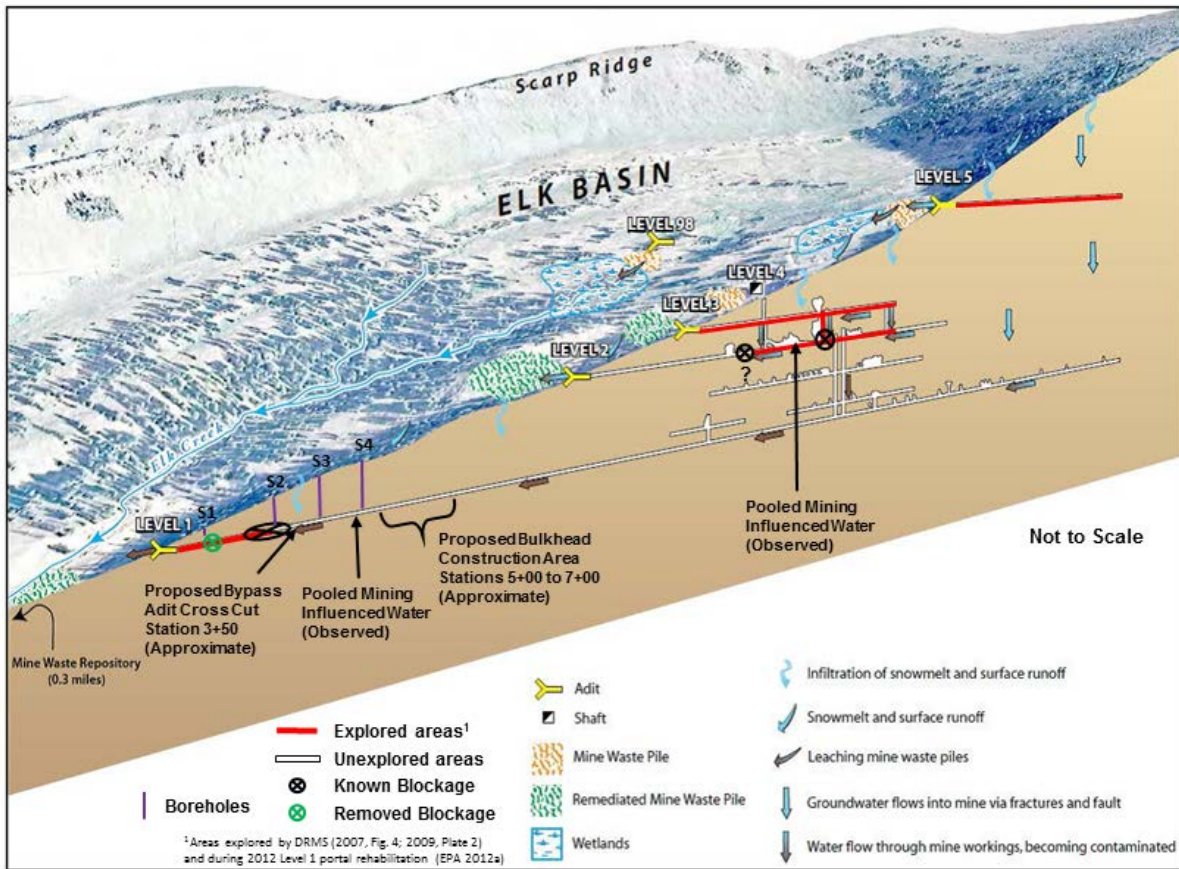 Scarp Ridge
ELK BASIN
LEVEL 5
LEVEL 98
LEVEL 4
LEVEL 3
LEVEL 2
?
Elk Creek
S4
S3
S2
S1
LEVEL 1
Proposed Bypass
Adit Cross Cut
Station 3+50
(Approximate)
Pooled Mining
Influenced Water
(Observed)
Proposed Bulkhead
Construction Area
Stations 5+00 to 7+00
(Approximate)
Pooled Mining
Influenced Water
(Observed)
Not to Scale
Mine Waste Repository
(0.3 miles)
Explored areas¹
Unexplored areas
Known Blockage
Removed Blockage
Boreholes
¹Areas explored by DRMS (2007, Fig. 4; 2009, Plate 2)
and during 2012 Level 1 portal rehabilitation (EPA 2012a)
Adit
Shaft
Mine Waste Pile
Remediated Mine Waste Pile
Wetlands
Infiltration of snowmelt and surface runoff
Snowmelt and surface runoff
Leaching mine waste piles
Groundwater flows into mine via fractures and fault
Water flow through mine workings, becoming contaminated